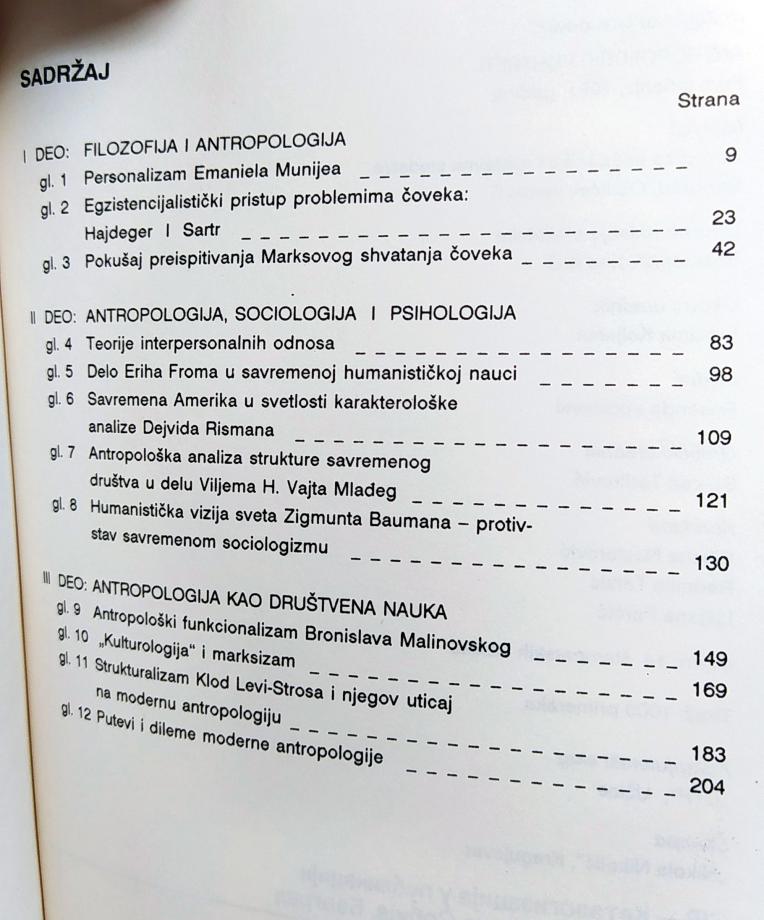 SADRŽAJ
Strana
I DEO: FILOZOFIJA I ANTROPOLOGIJA
gl. 1 Personalizam Emaniela Munijea _ _ _ _ _ _ _ _ _ _ _ _ _ _ 9
gl. 2 Egzistencijalistički pristup problemima čoveka:
Hajdeger I Sartr _ _ _ _ _ _ _ _ _ _ _ _ _ _ _ _ _ _ 23
gl. 3 Pokušaj preispitivanja Marksovog shvatanja čoveka _ _ _ _ _ _ _ 42
II DEO: ANTROPOLOGIJA, SOCIOLOGIJA I PSIHOLOGIJA
gl. 4 Teorije interpersonalnih odnosa _ _ _ _ _ _ _ _ _ _ _ _ _ _ 83
gl. 5 Delo Eriha Froma u savremenoj humanističkoj nauci _ _ _ _ _ _ 98
gl. 6 Savremena Amerika u svetlosti karakterološke
analize Dejvida Rismana _ _ _ _ _ _ _ _ _ _ _ _ _ _ _ _ 109
gl. 7 Antropološka analiza strukture savremenog
društva u delu Viljema H. Vajta Mlađeg _ _ _ _ _ _ _ _ _ _ _ 121
gl. 8 Humanistička vizija sveta Zigmunta Baumana – protiv-
stav savremenom sociologizmu _ _ _ _ _ _ _ _ _ _ _ _ _ _ 130
III DEO: ANTROPOLOGIJA KAO DRUŠTVENA NAUKA
gl. 9 Antropološki funkcionalizam Bronislava Malinovskog _ _ _ _ _ _ 149
gl. 10 „Kulturologija“ i marksizam _ _ _ _ _ _ _ _ _ _ _ _ _ _ _ 169
gl. 11 Strukturalizam Klod Levi-Strosa i njegov uticaj
na modernu antropologiju _ _ _ _ _ _ _ _ _ _ _ _ _ _ _ _ 183
gl. 12 Putevi i dileme moderne antropologije _ _ _ _ _ _ _ _ _ _ _ 204